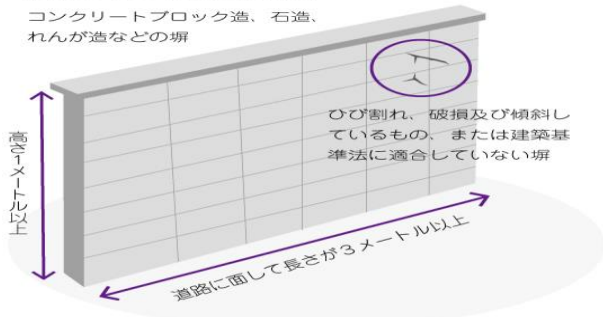 コンクリートブロック造、石造、
れんが造などの塀
ひび割れ、破損及び傾斜し
ているもの、または建築基
準法に適合していない塀
高さ1メートル以上
道路に面して長さが3メートル以上